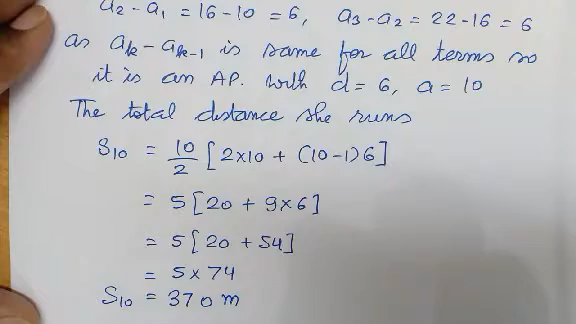 a₂ - a₁ = 16 - 10 = 6, a₃ - a₂ = 22 - 16 = 6
as aₖ - aₖ₋₁ is same for all terms so
it is an AP. with d = 6, a = 10
The total distance she runs
S₁₀ = 10/2 [2×10 + (10-1)6]
= 5[20 + 9×6]
= 5[20 + 54]
= 5 × 74
S₁₀ = 370 m